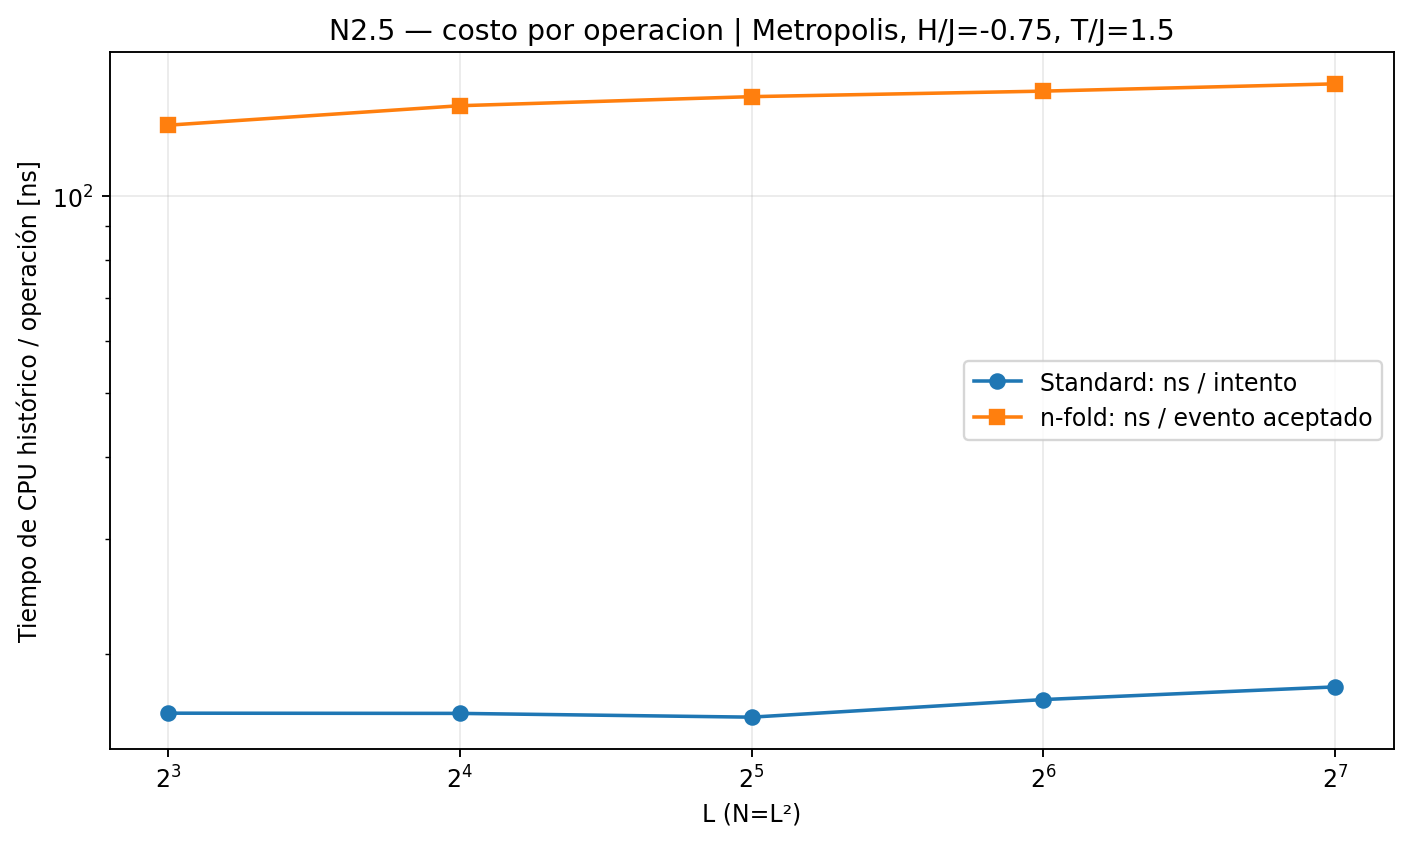 N2.5 — costo por operacion | Metropolis, H/J=-0.75, T/J=1.5
Tiempo de CPU histórico / operación [ns]
10²
Standard: ns / intento
n-fold: ns / evento aceptado
2³ 2⁴ 2⁵ 2⁶ 2⁷
L (N=L²)